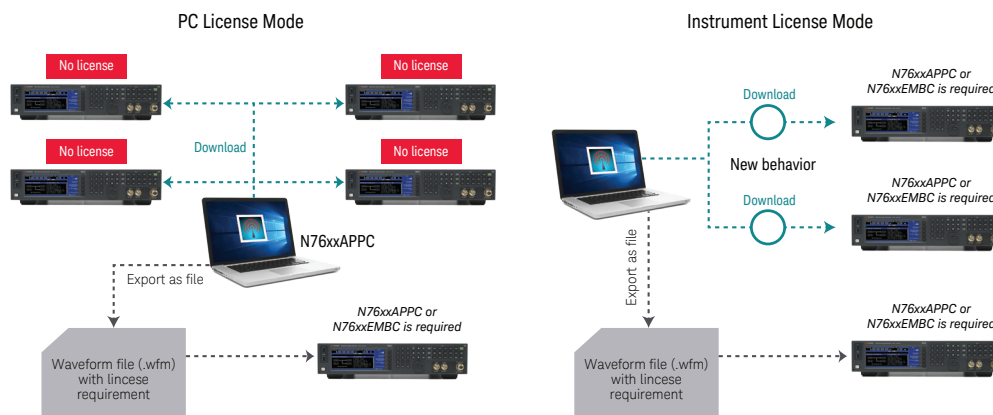 PC License Mode
No license
No license
No license
No license
Download
N76xxAPPC
Export as file
Waveform file (.wfm)
with lincese
requirement
N76xxAPPC or
N76xxEMBC is required
Instrument License Mode
Download
N76xxAPPC or
N76xxEMBC is required
New behavior
Download
N76xxAPPC or
N76xxEMBC is required
Export as file
Waveform file (.wfm)
with lincese
requirement
N76xxAPPC or
N76xxEMBC is required